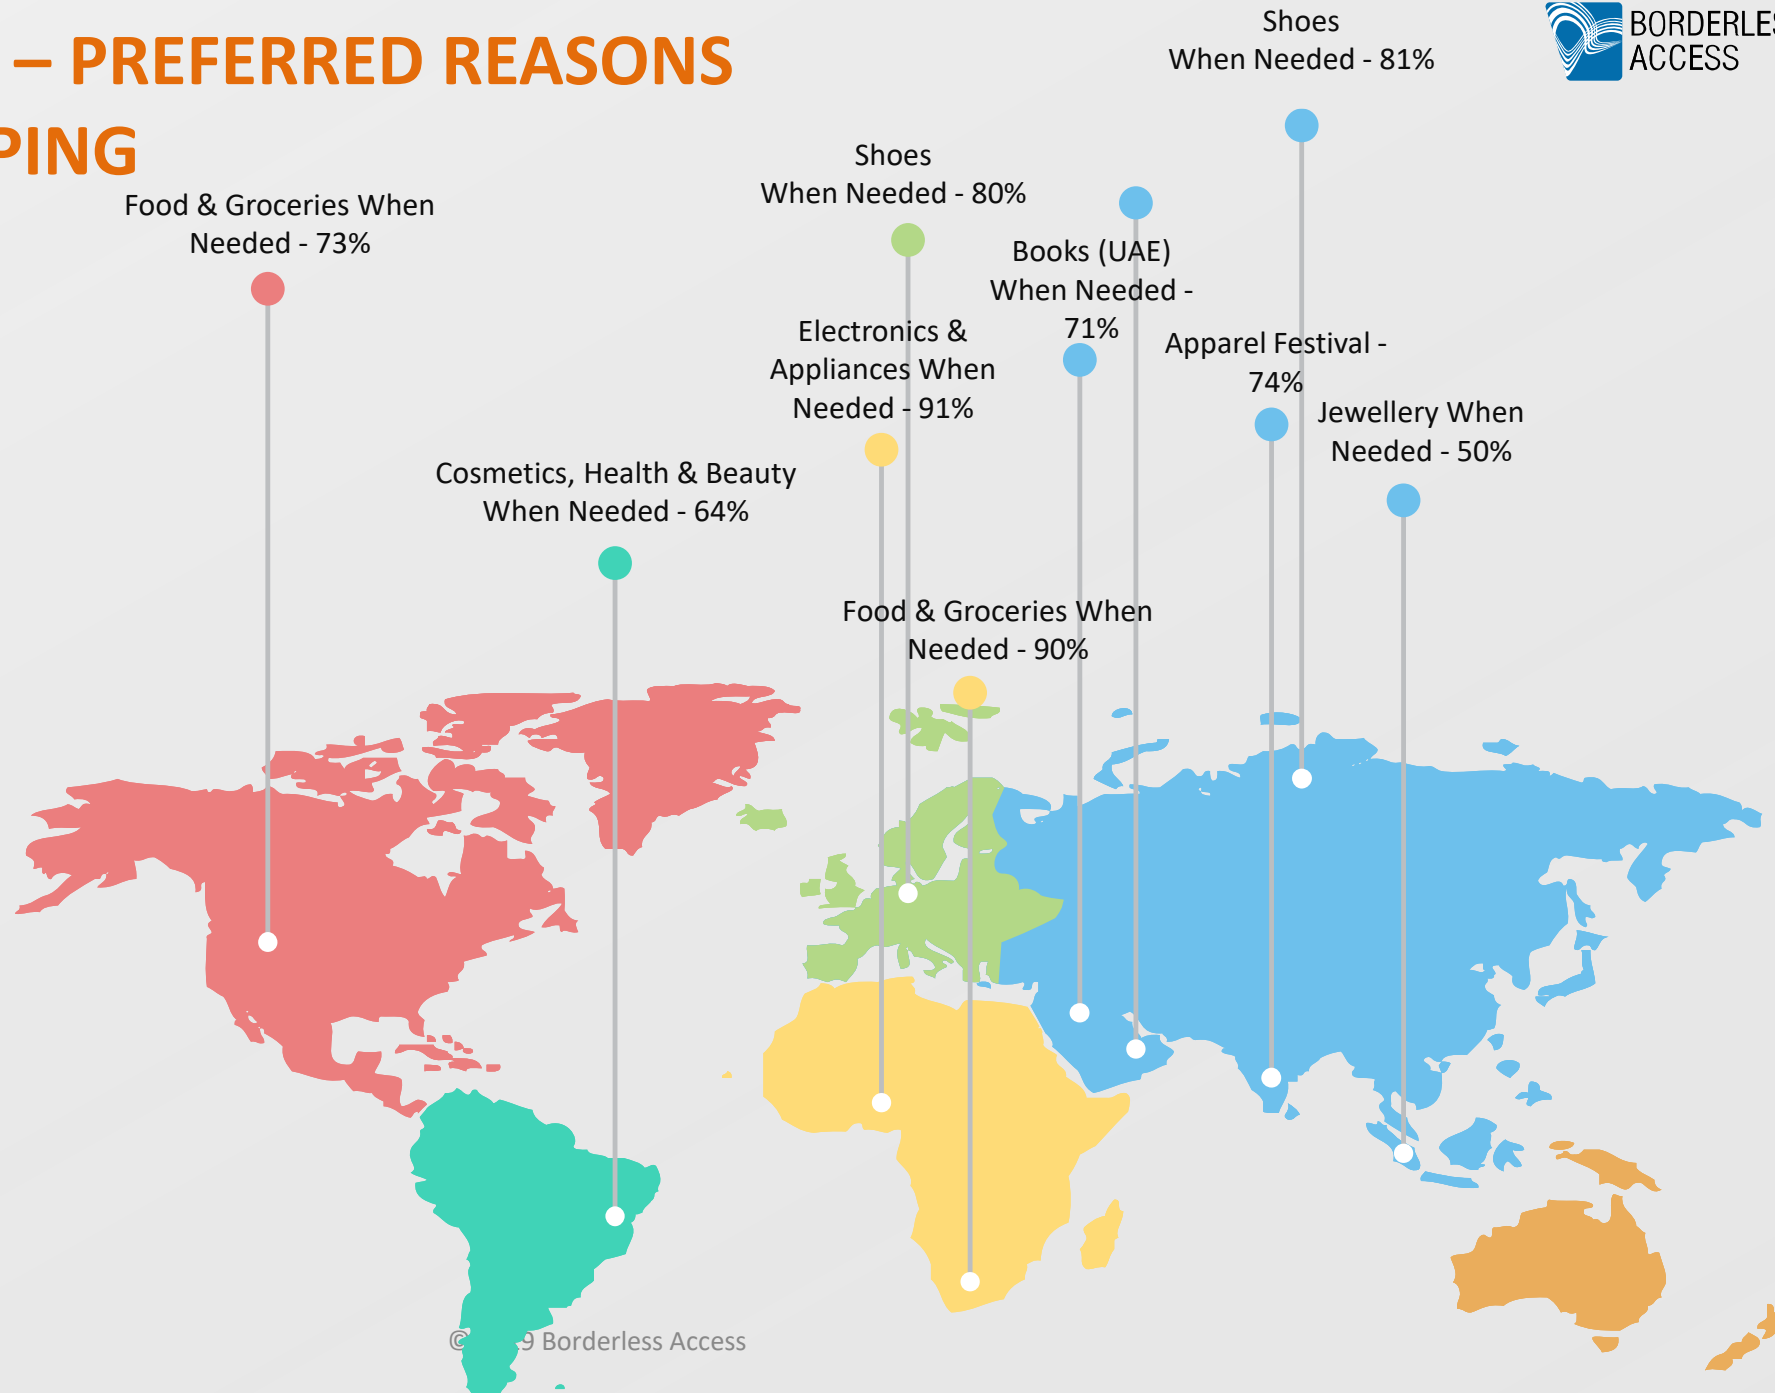 – PREFERRED REASONS
PING
BORDERLES
ACCESS
Shoes
When Needed - 81%
Shoes
When Needed - 80%
Food & Groceries When
Needed - 73%
Books (UAE)
When Needed -
71%
Electronics &
Appliances When
Needed - 91%
Apparel Festival -
74%
Jewellery When
Needed - 50%
Cosmetics, Health & Beauty
When Needed - 64%
Food & Groceries When
Needed - 90%
© 9 Borderless Access